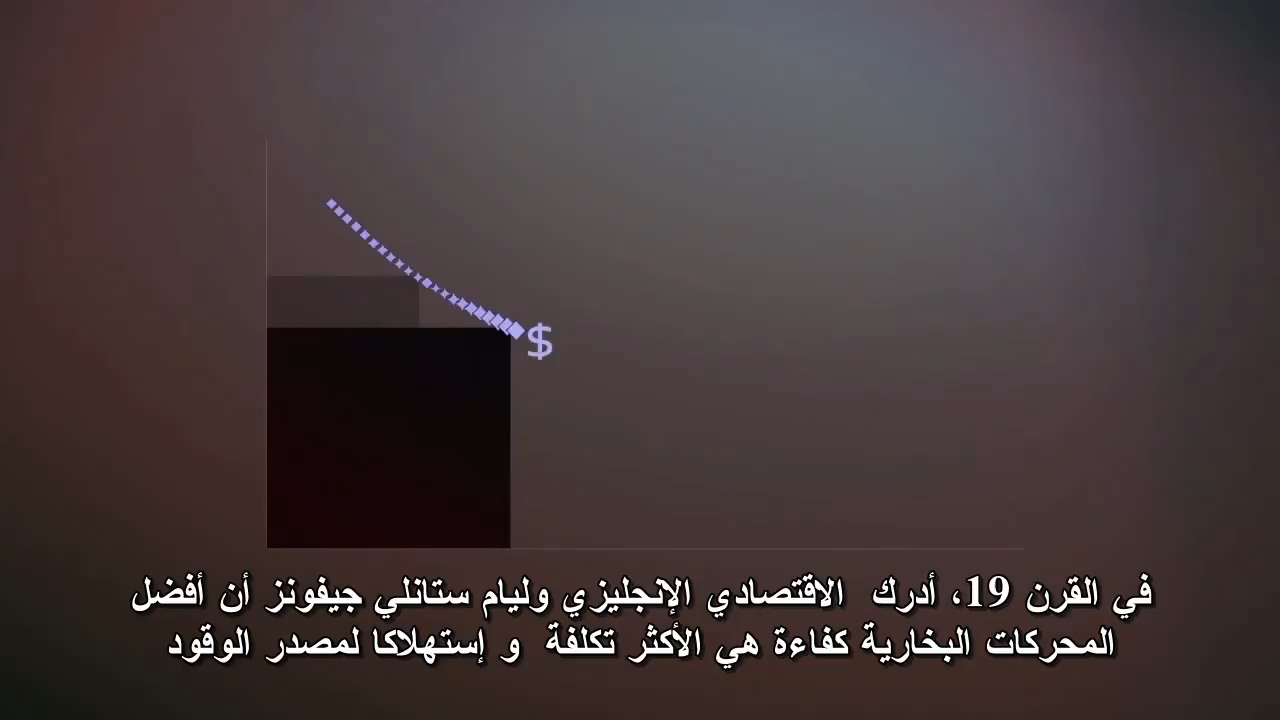 $
في القرن 19، أدرك الاقتصادي الإنجليزي وليام ستانلي جيفونز أن أفضل
المحركات البخارية كفاءة هي الأكثر تكلفة و إستهلاكا لمصدر الوقود